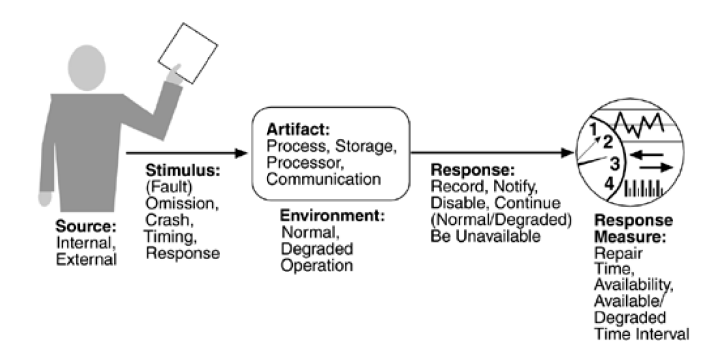 Source:
Internal,
External
Stimulus:
(Fault)
Omission,
Crash,
Timing,
Response
Artifact:
Process, Storage,
Processor,
Communication
Environment:
Normal,
Degraded
Operation
Response:
Record, Notify,
Disable, Continue
(Normal/Degraded)
Be Unavailable
1
2
3
4
Response
Measure:
Repair
Time,
Availability,
Available/
Degraded
Time Interval